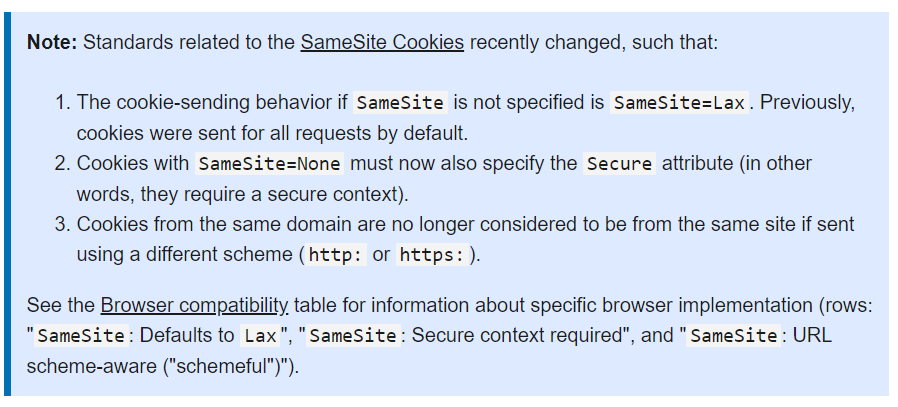 Note: Standards related to the SameSite Cookies recently changed, such that:
1. The cookie-sending behavior if SameSite is not specified is SameSite=Lax. Previously,
cookies were sent for all requests by default.
2. Cookies with SameSite=None must now also specify the Secure attribute (in other
words, they require a secure context).
3. Cookies from the same domain are no longer considered to be from the same site if sent
using a different scheme (http: or https:).
See the Browser compatibility table for information about specific browser implementation (rows:
"SameSite: Defaults to Lax", "SameSite: Secure context required", and "SameSite: URL
scheme-aware ("schemeful")").